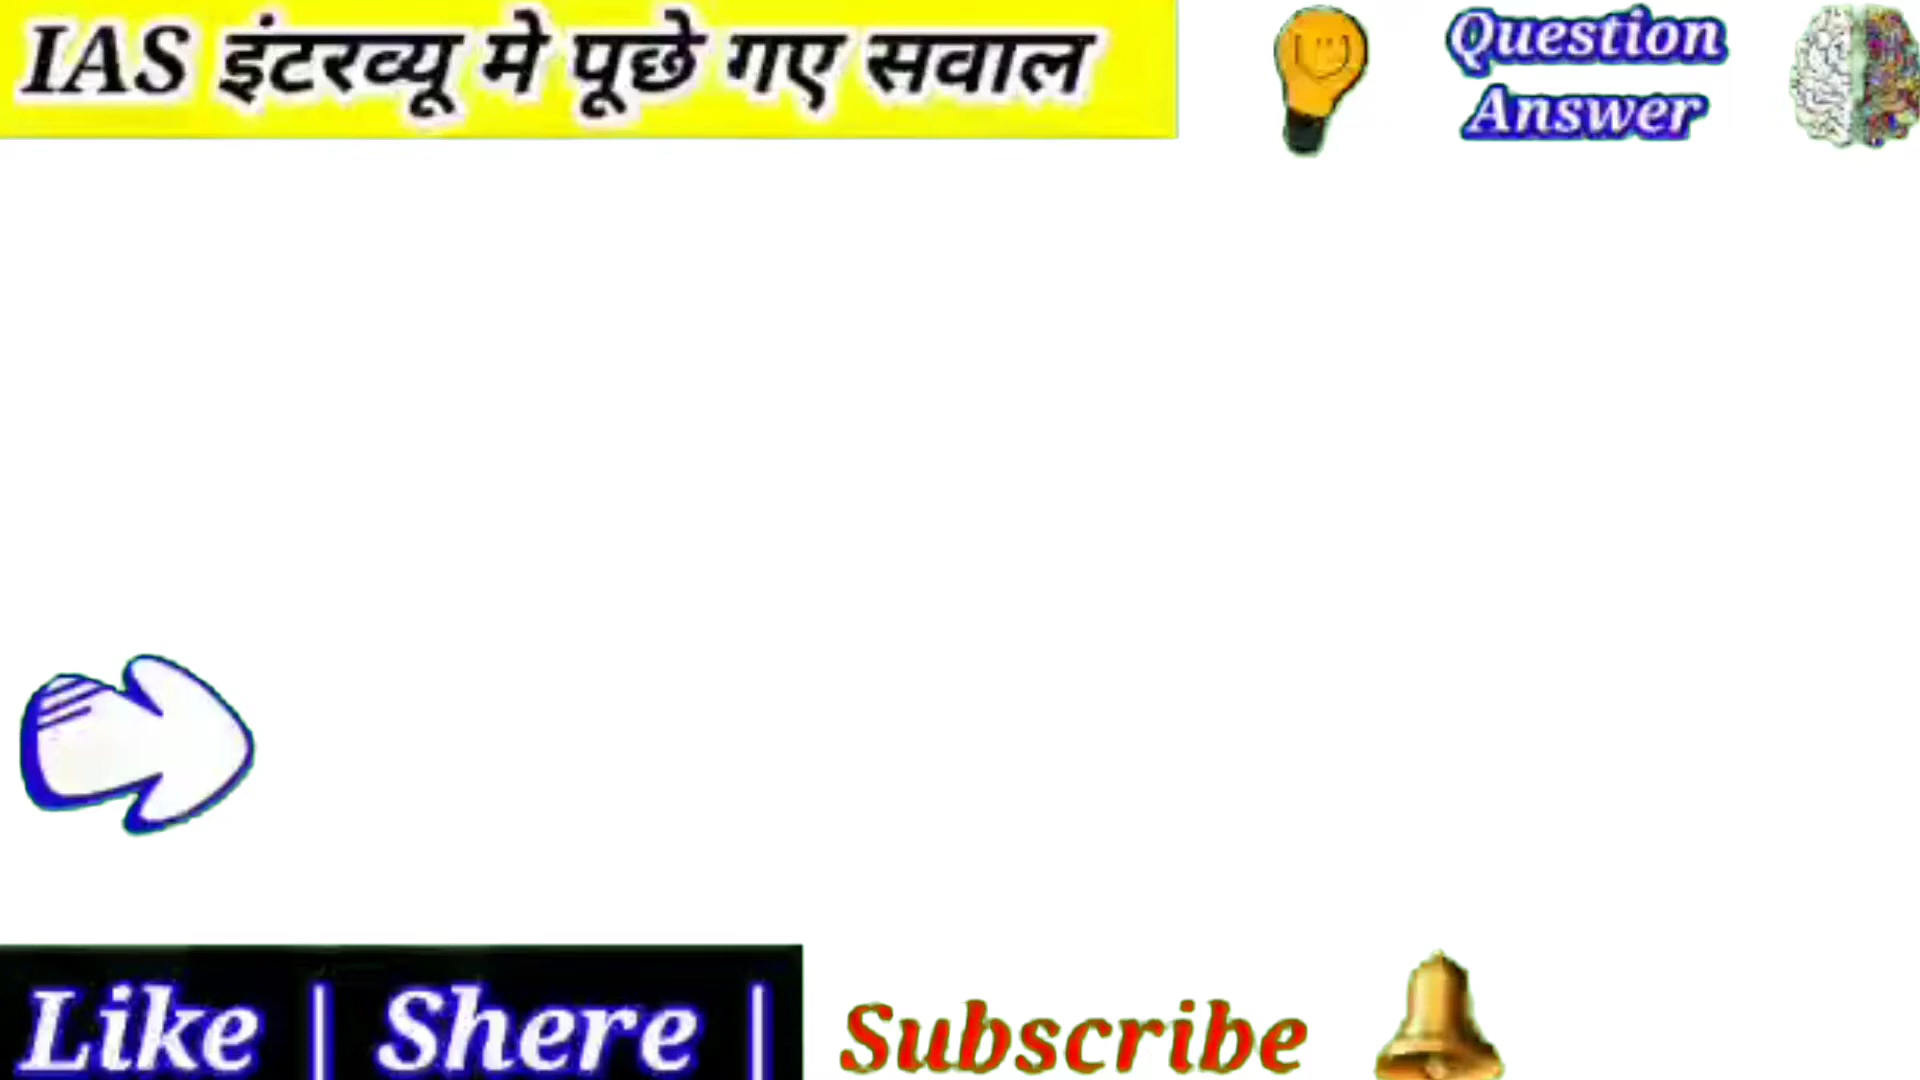 IAS इंटरव्यू मे पूछे गए सवाल
Question
Answer
Like | Shere |
Subscribe